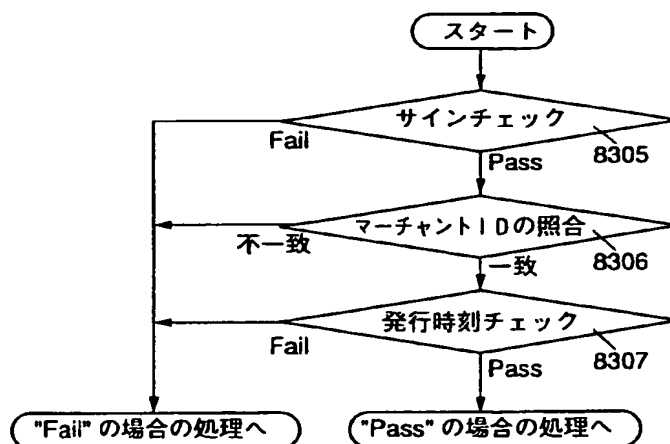 スタート
サインチェック
8305
Fail
Pass
マーチャントIDの照合
8306
不一致
一致
発行時刻チェック
8307
Fail
Pass
"Fail" の場合の処理へ
"Pass" の場合の処理へ